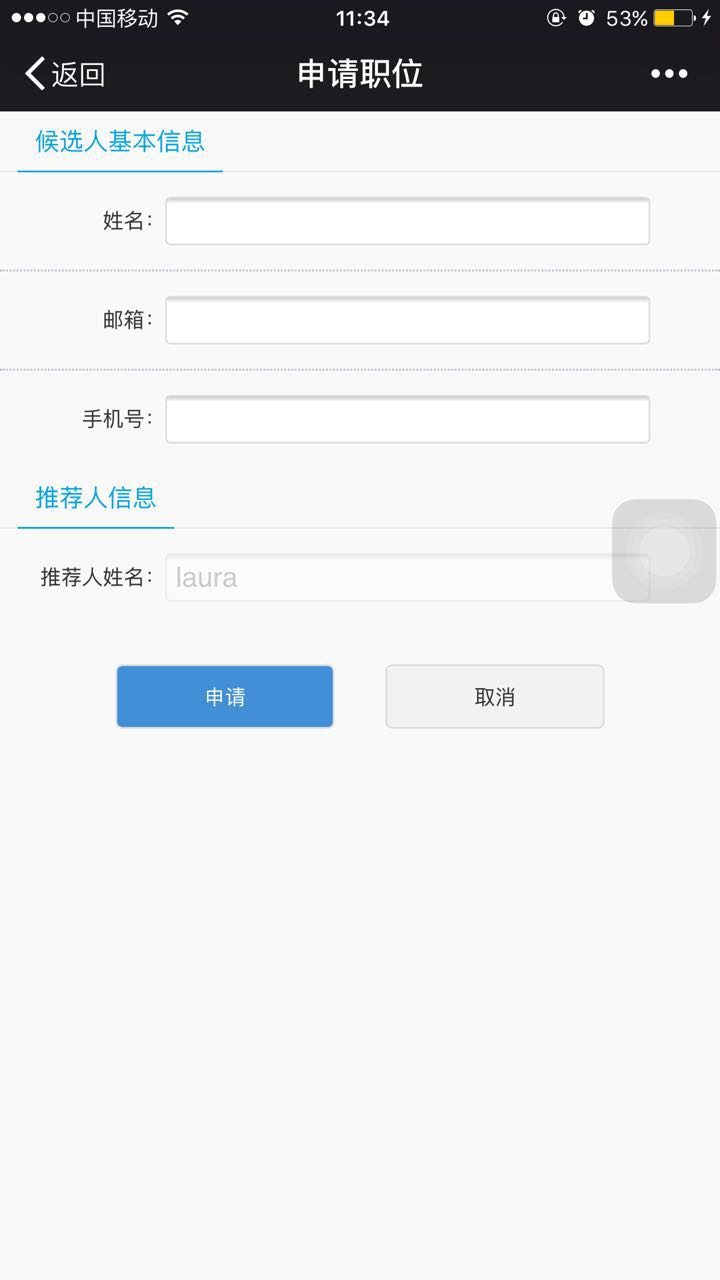 中国移动 11:34 53%
返回 申请职位
候选人基本信息
姓名：
邮箱：
手机号：
推荐人信息
推荐人姓名： laura
申请 取消